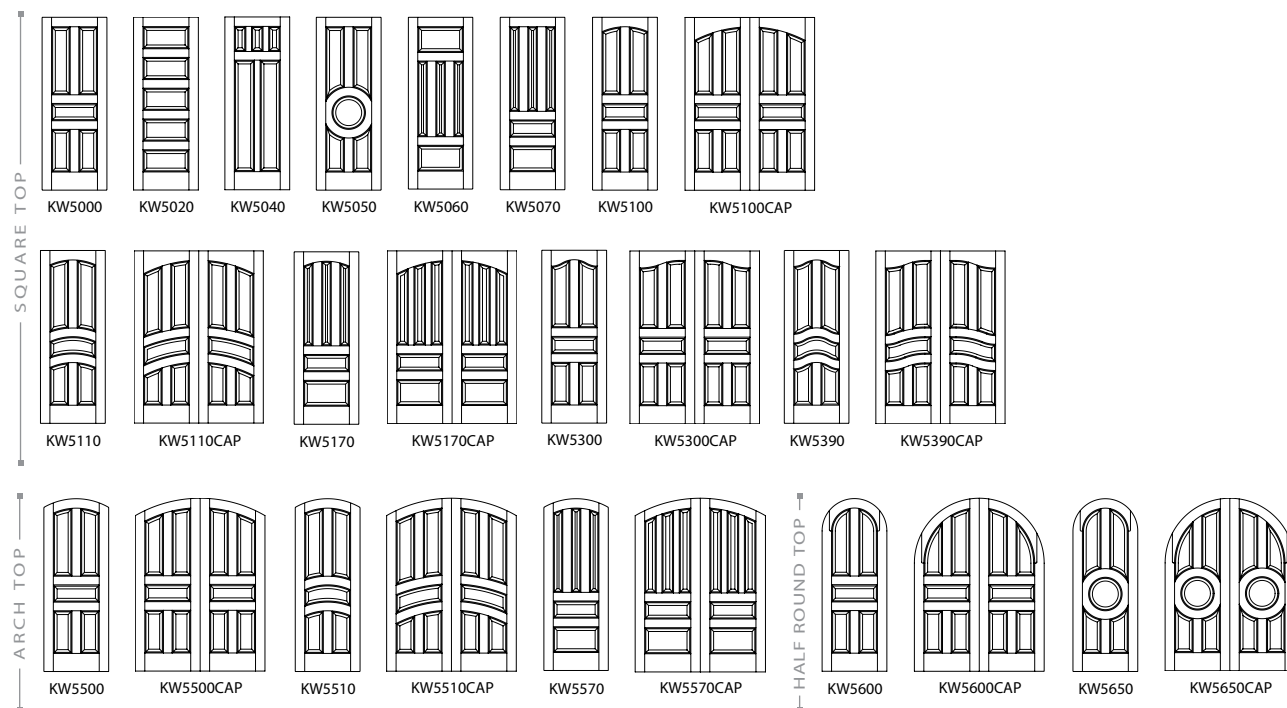 SQUARE TOP
KW5000 KW5020 KW5040 KW5050 KW5060 KW5070 KW5100 KW5100CAP
KW5110 KW5110CAP KW5170 KW5170CAP KW5300 KW5300CAP KW5390 KW5390CAP
ARCH TOP
KW5500 KW5500CAP KW5510 KW5510CAP KW5570 KW5570CAP
HALF ROUND TOP
KW5600 KW5600CAP KW5650 KW5650CAP